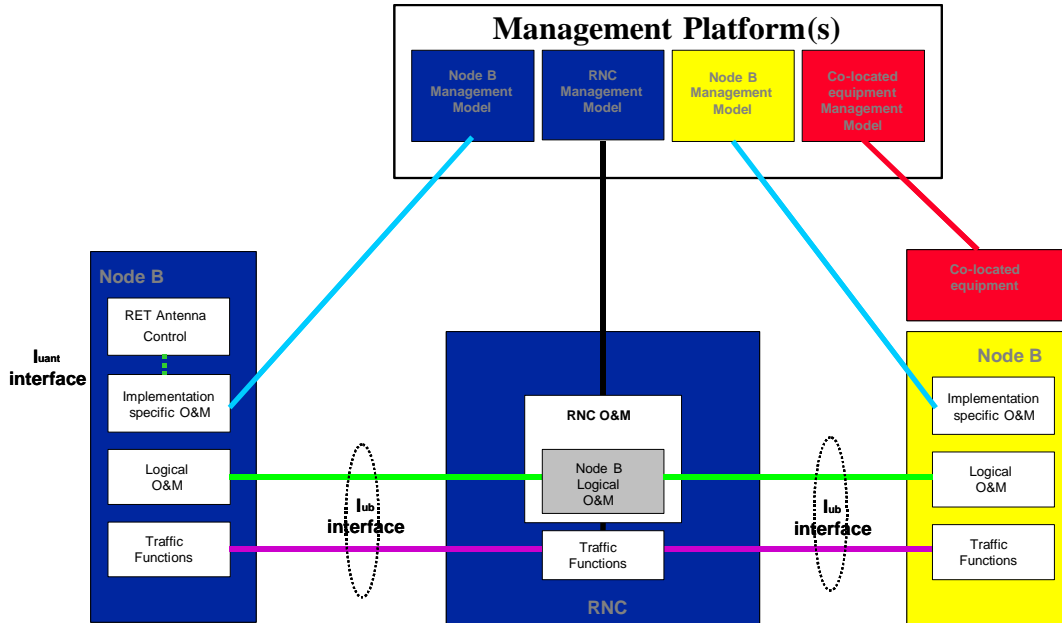 Management Platform(s)
Node B
Management
Model
RNC
Management
Model
Node B
Management
Model
Co-located
equipment
Management
Model
Node B
RET Antenna
Control
Iuant
interface
Implementation
specific O&M
Logical
O&M
Traffic
Functions
Iub
interface
RNC O&M
Node B
Logical
O&M
Traffic
Functions
RNC
Iub
interface
Co-located
equipment
Node B
Implementation
specific O&M
Logical
O&M
Traffic
Functions